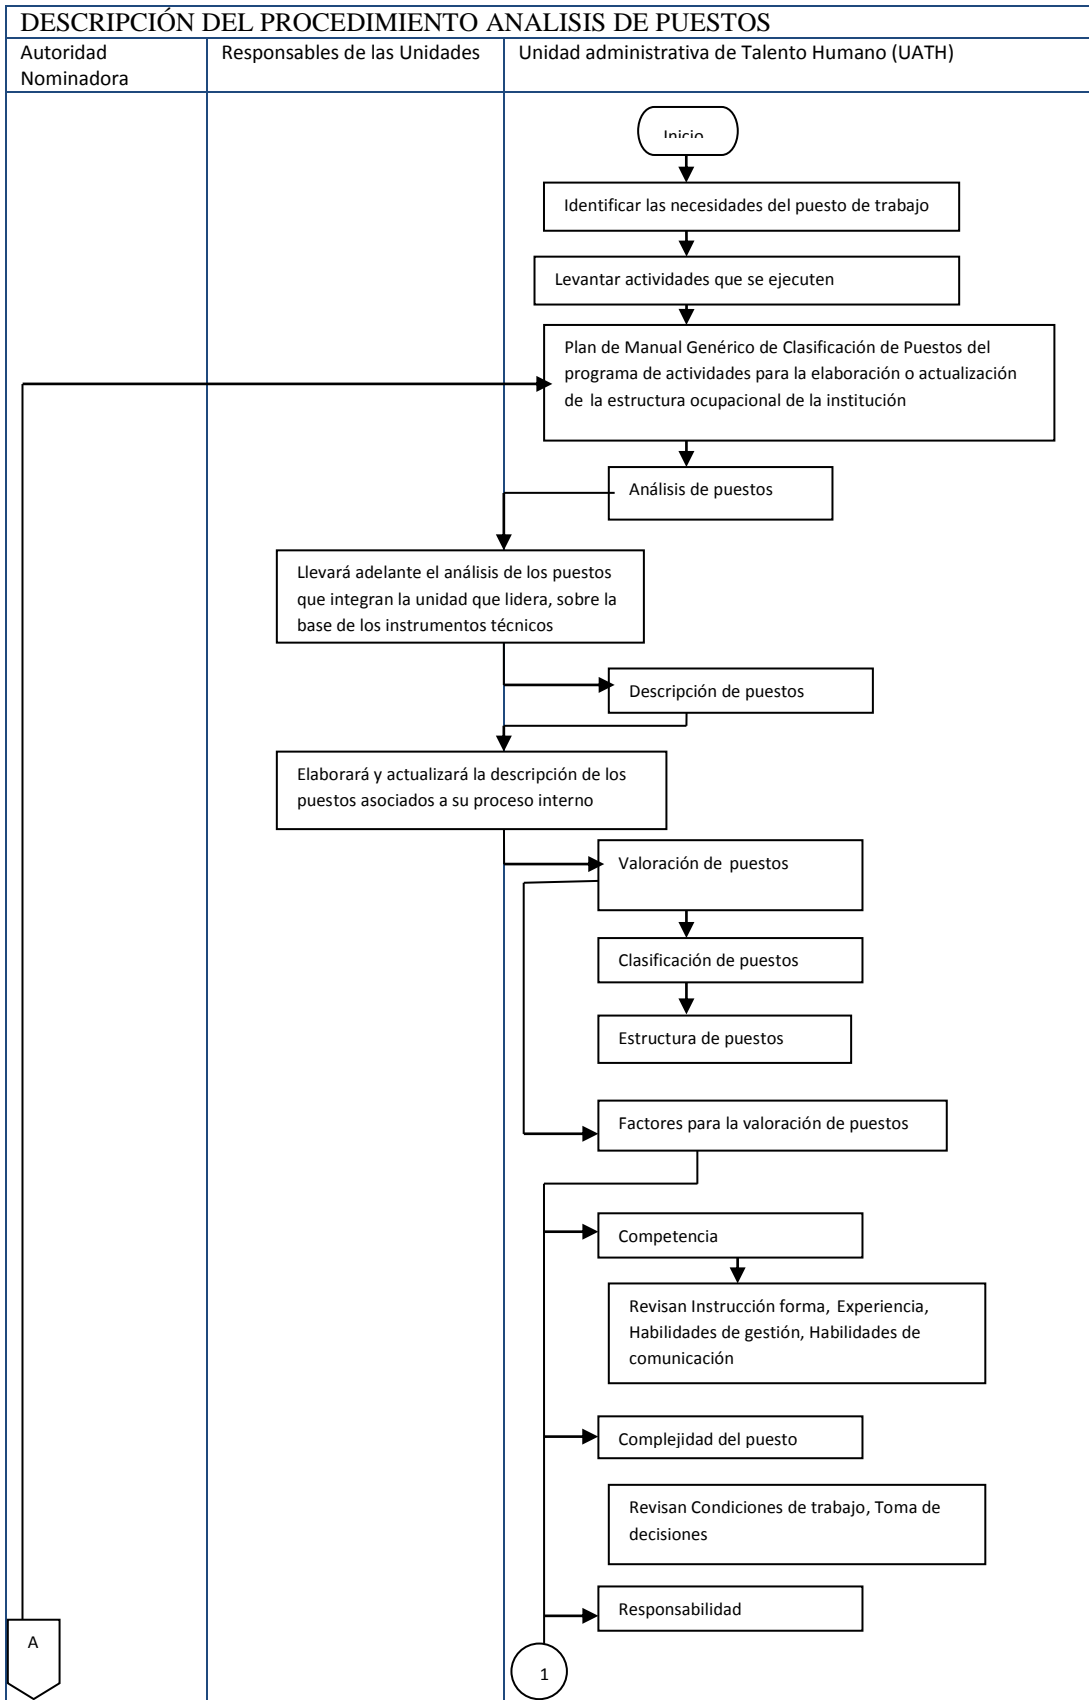 DESCRIPCIÓN DEL PROCEDIMIENTO ANALISIS DE PUESTOS
Autoridad
Nominadora
Responsables de las Unidades
Unidad administrativa de Talento Humano (UATH)
Inicio
Identificar las necesidades del puesto de trabajo
Levantar actividades que se ejecuten
Plan de Manual Genérico de Clasificación de Puestos del
programa de actividades para la elaboración o actualización
de la estructura ocupacional de la institución
Análisis de puestos
Llevará adelante el análisis de los puestos
que integran la unidad que lidera, sobre la
base de los instrumentos técnicos
Descripción de puestos
Elaborará y actualizará la descripción de los
puestos asociados a su proceso interno
Valoración de puestos
Clasificación de puestos
Estructura de puestos
Factores para la valoración de puestos
Competencia
Revisan Instrucción forma, Experiencia,
Habilidades de gestión, Habilidades de
comunicación
Complejidad del puesto
Revisan Condiciones de trabajo, Toma de
decisiones
Responsabilidad
A
1